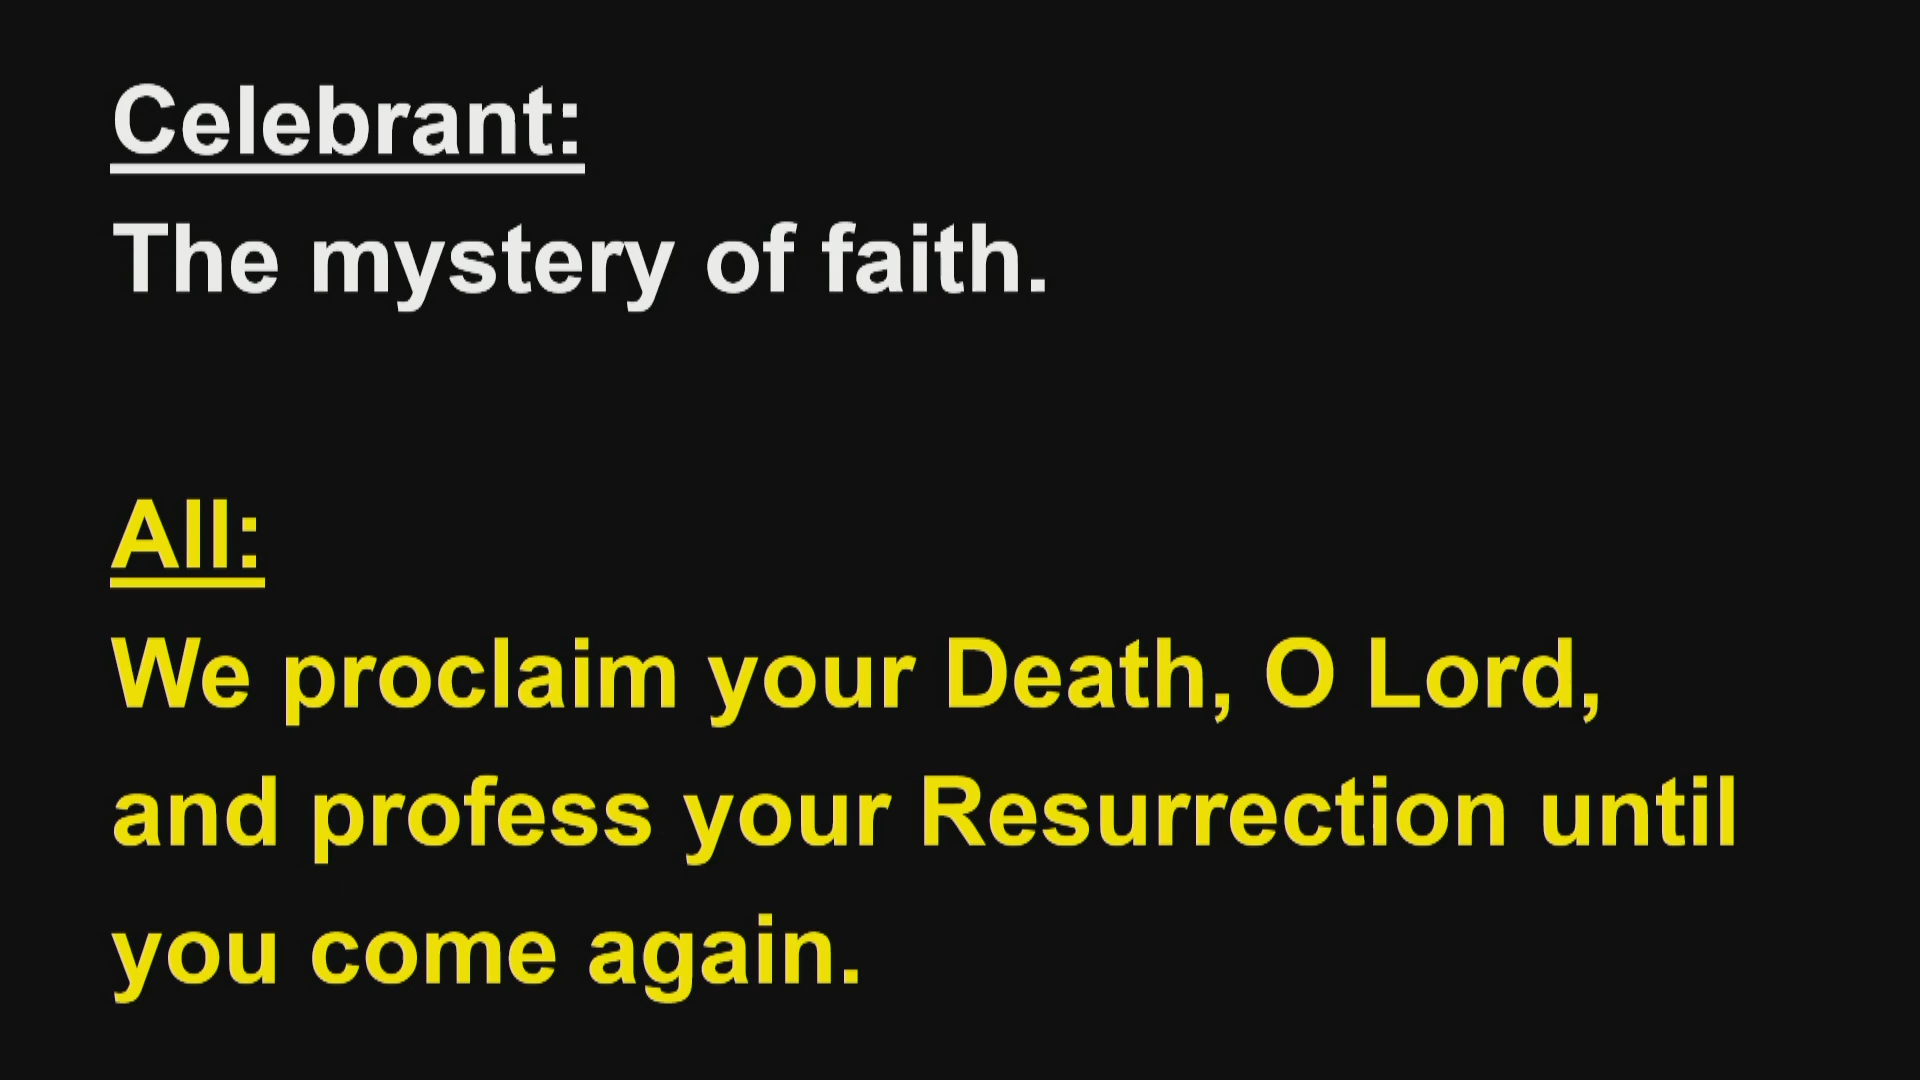 Celebrant:
The mystery of faith.
All:
We proclaim your Death, O Lord,
and profess your Resurrection until
you come again.